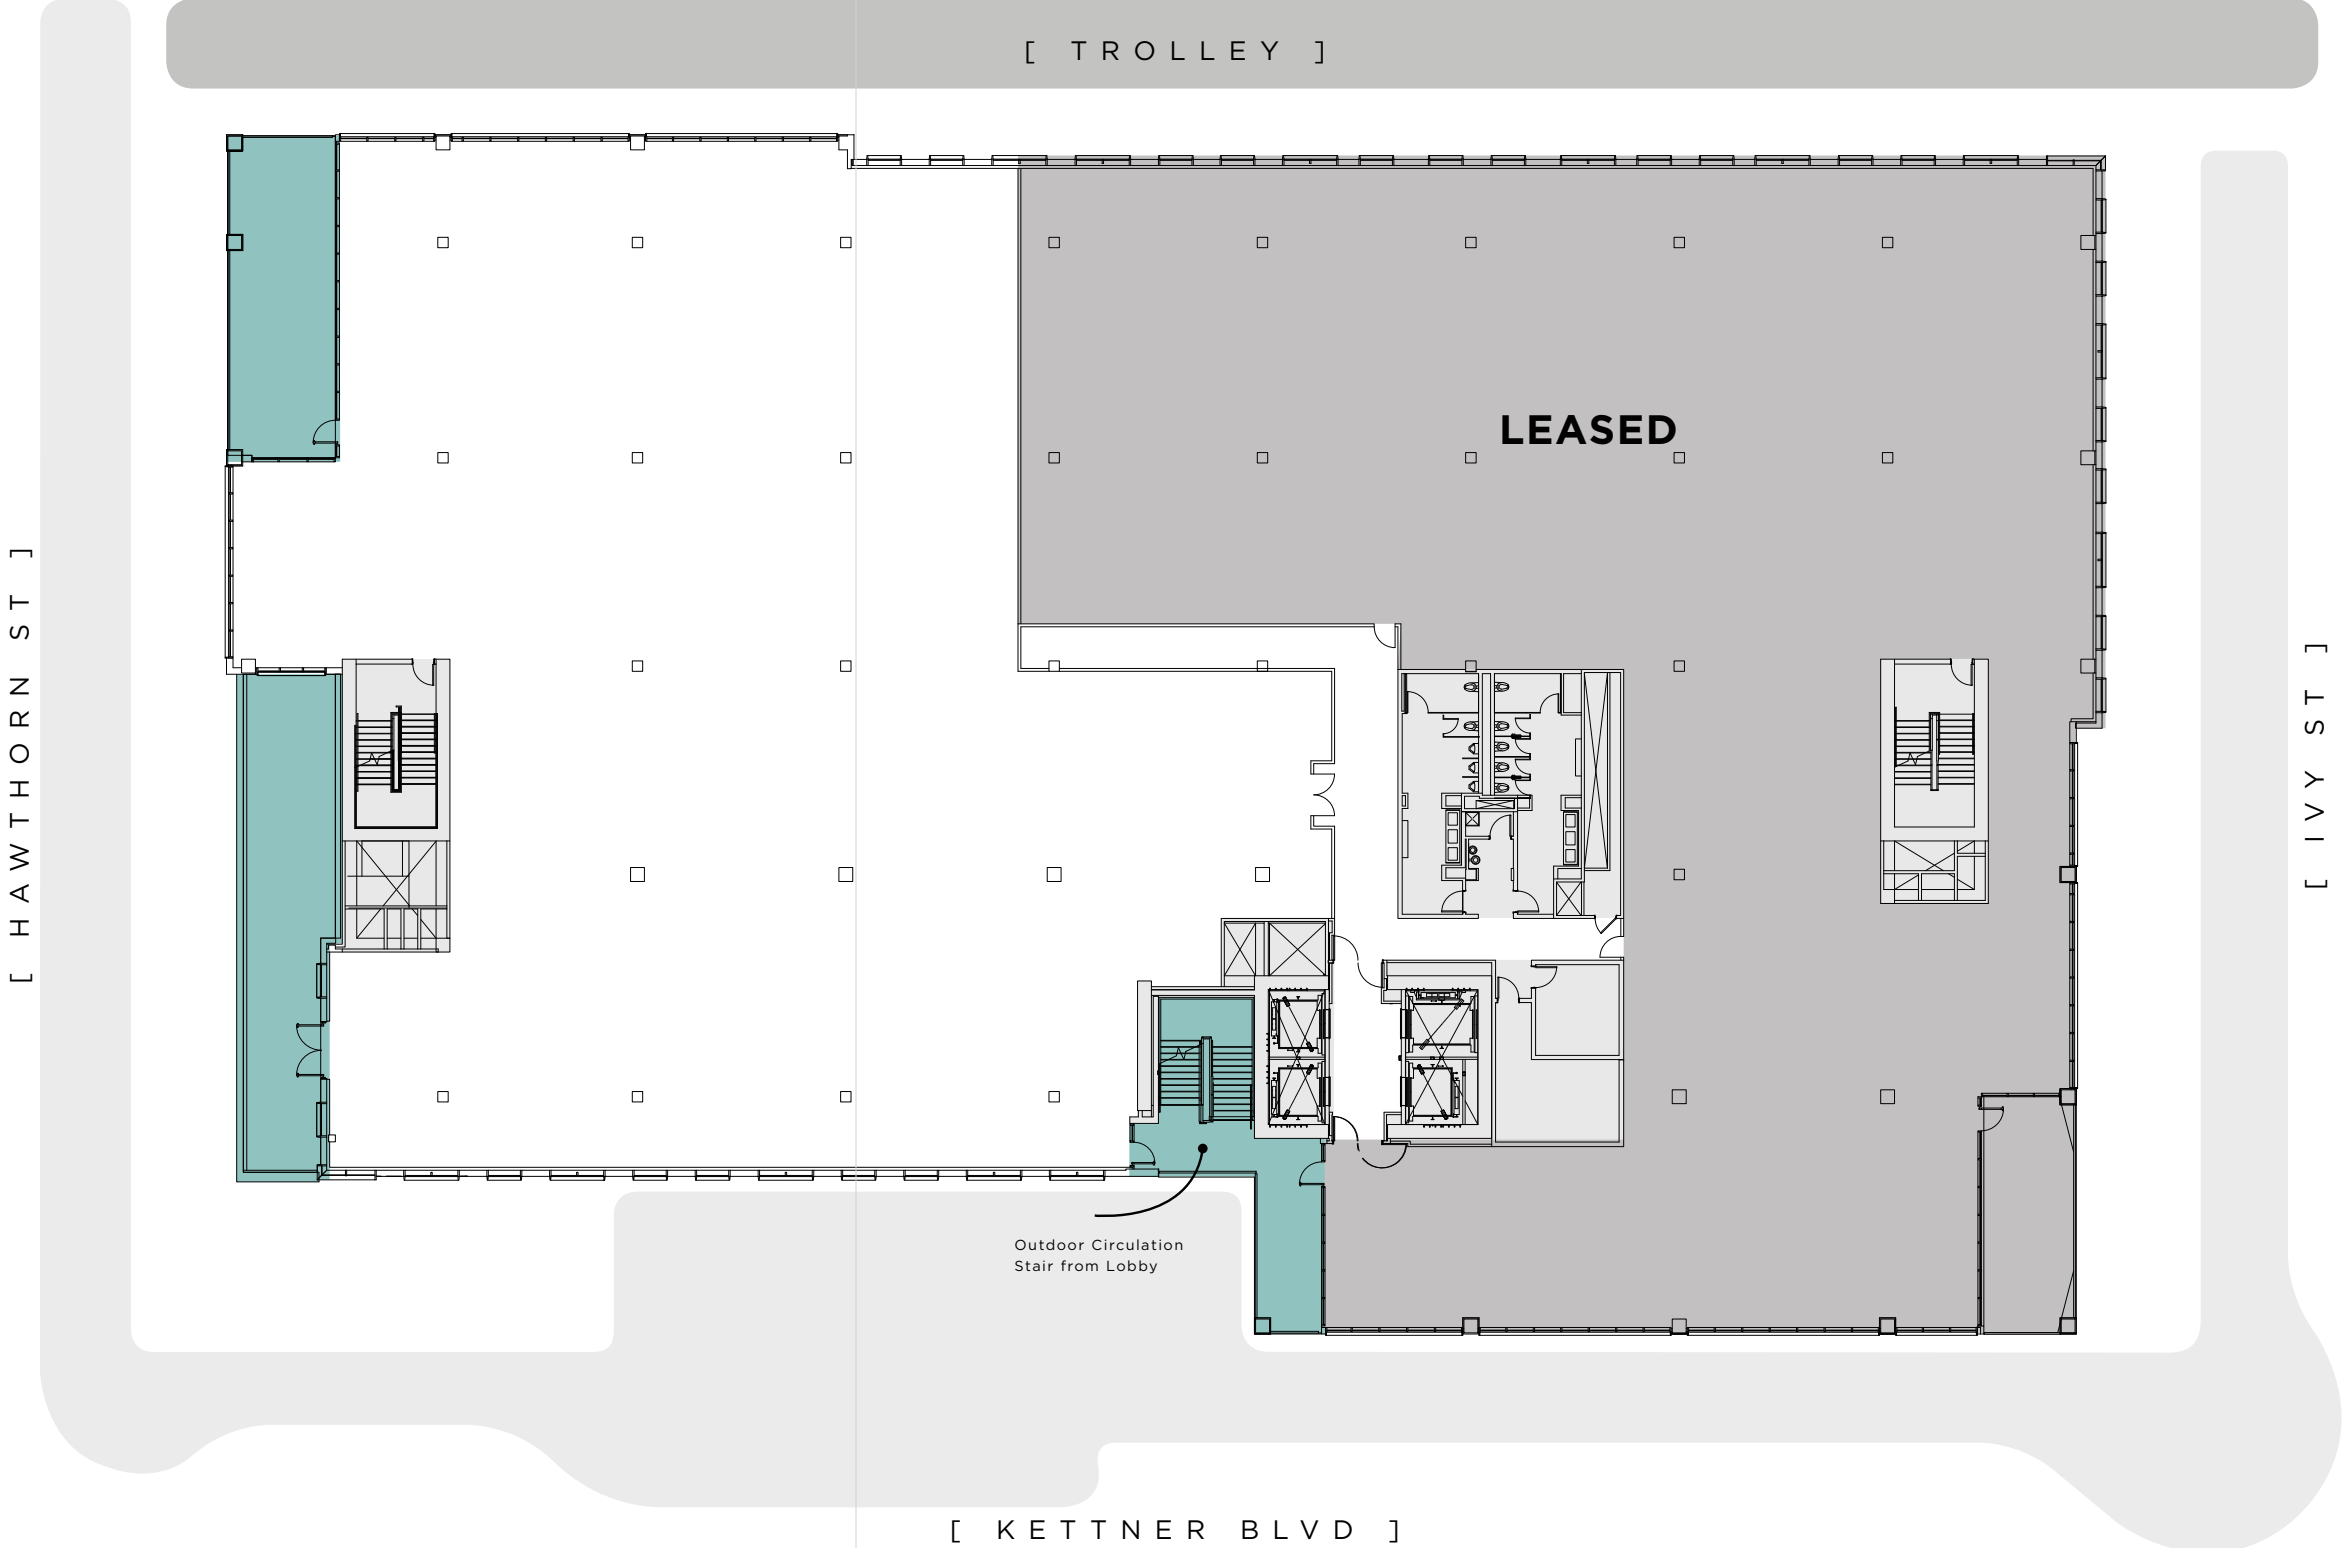 [ TROLLEY ]
LEASED
[ HAWTHORN ST ]
[ IVY ST ]
Outdoor Circulation
Stair from Lobby
[ KETTNER BLVD ]